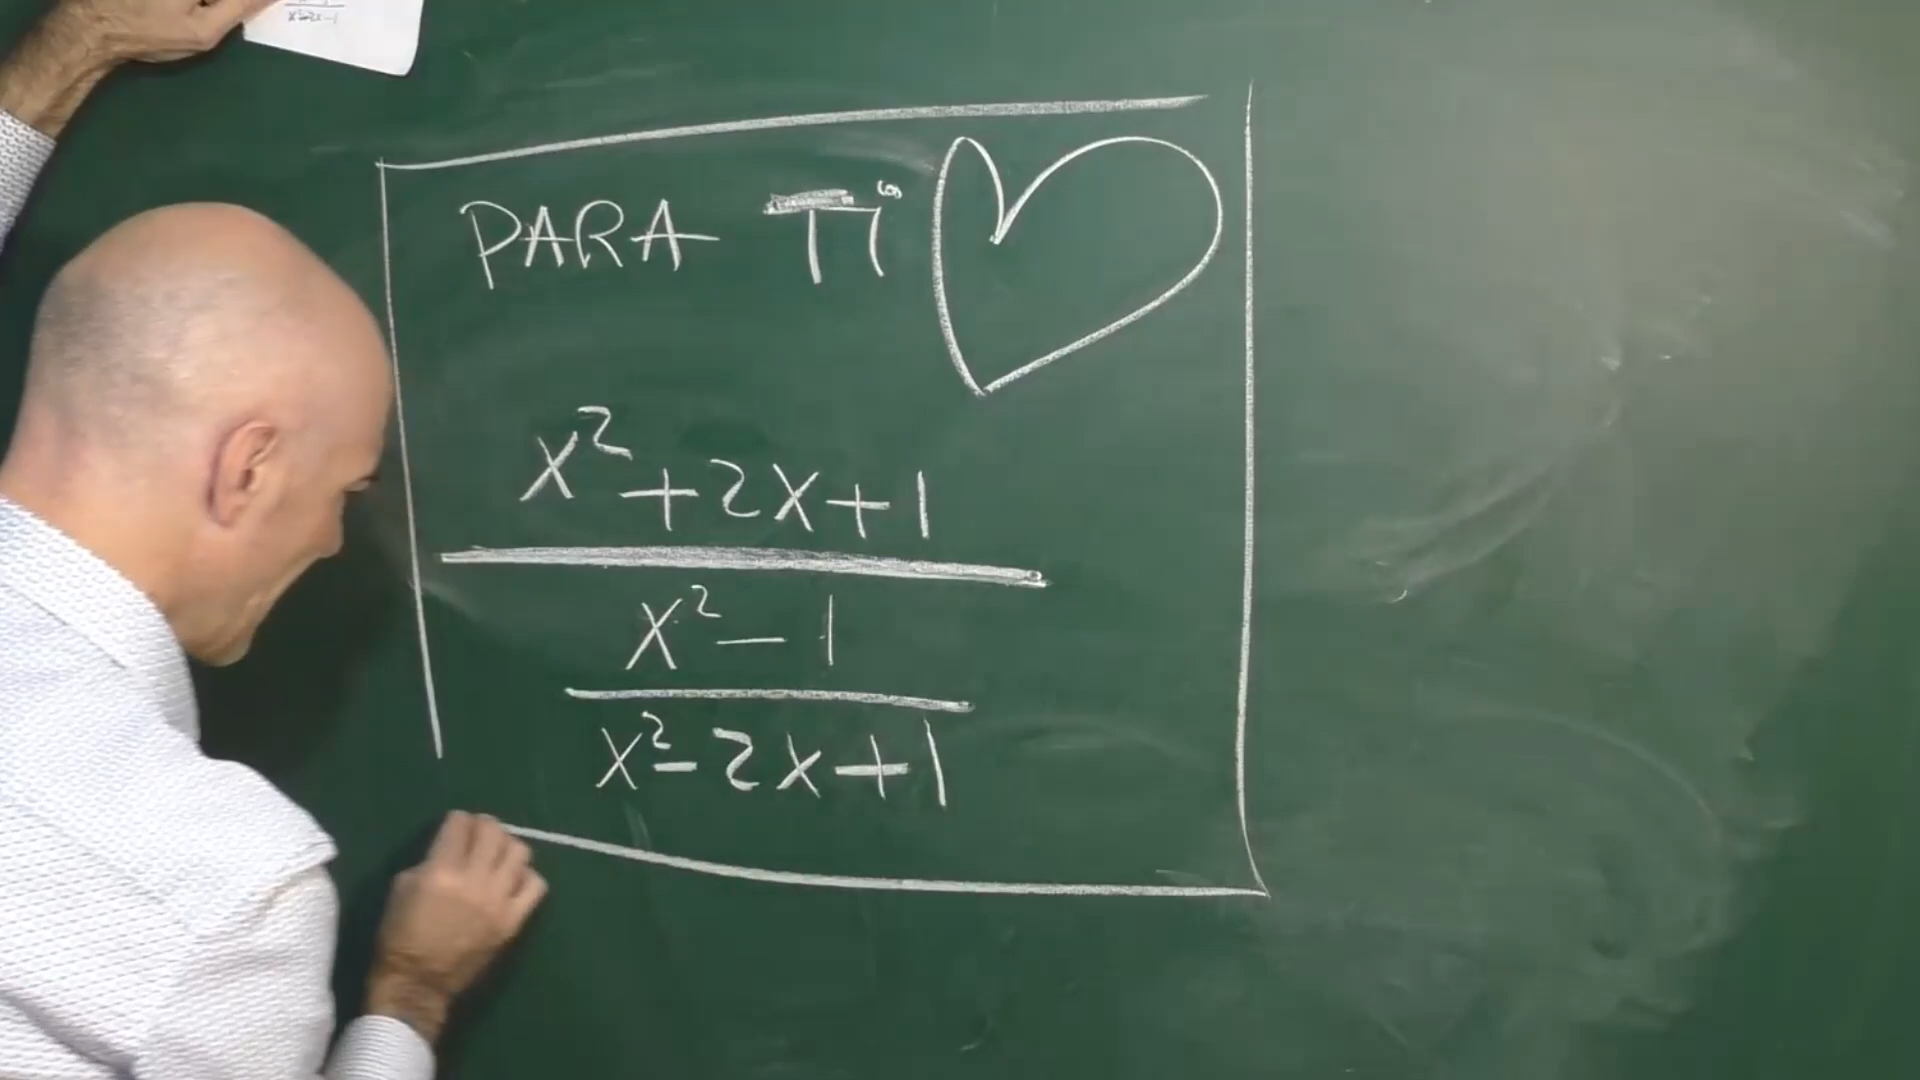 PARA TI
x² + 2x + 1
x² - 1
x² - 2x + 1